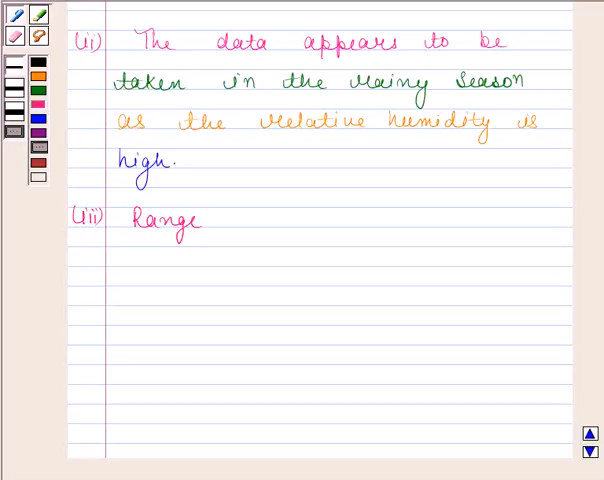 (ii) The data appears to be
taken in the rainy season
as the relative humidity is
high.
(iii) Range